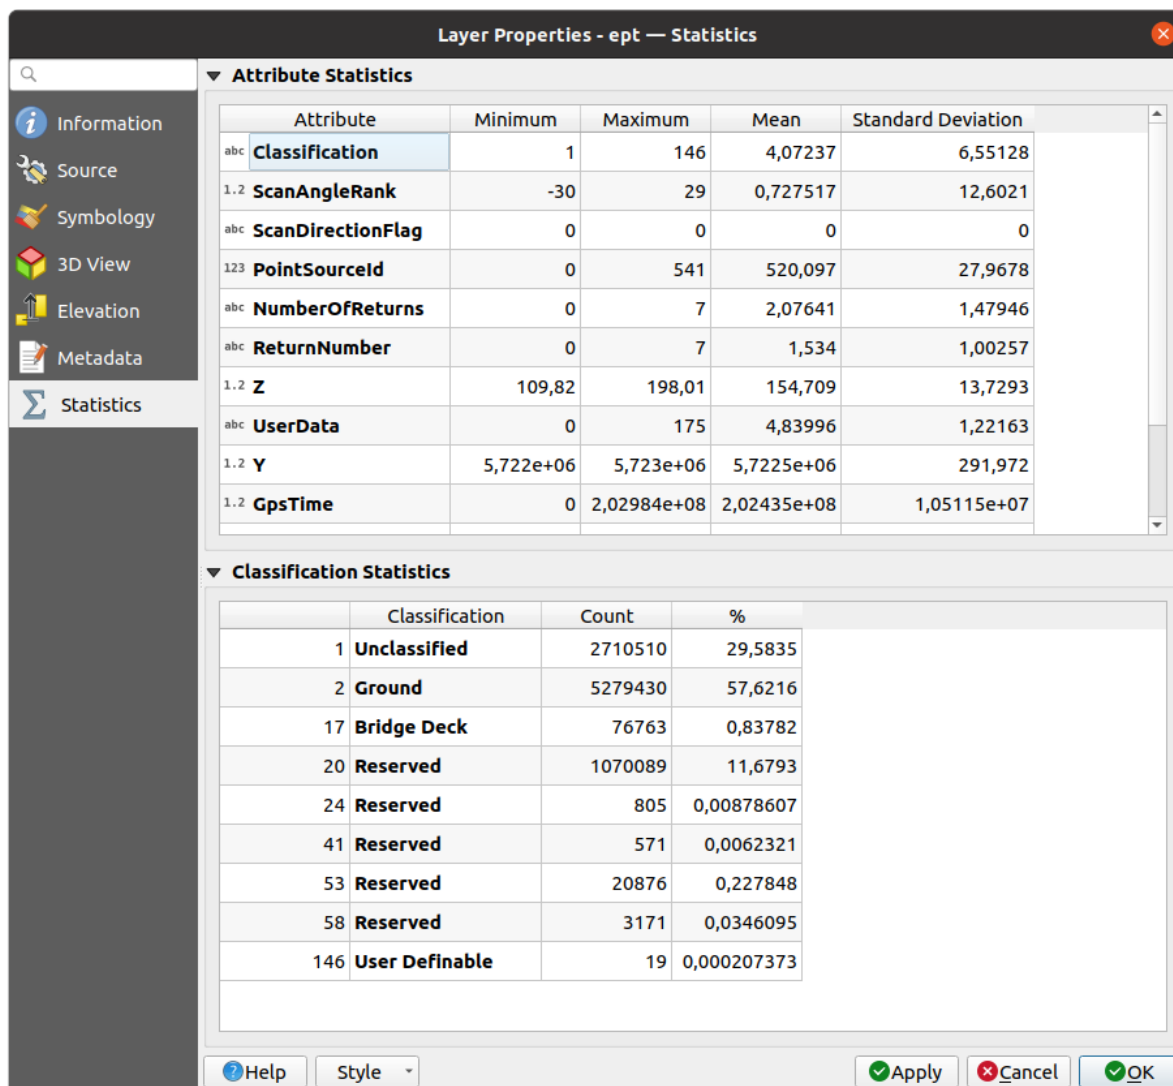 Layer Properties - ept — Statistics
Information
Source
Symbology
3D View
Elevation
Metadata
Statistics
Attribute Statistics
Attribute Minimum Maximum Mean Standard Deviation
abc Classification 1 146 4,07237 6,55128
1.2 ScanAngleRank -30 29 0,727517 12,6021
abc ScanDirectionFlag 0 0 0 0
123 PointSourceId 0 541 520,097 27,9678
abc NumberOfReturns 0 7 2,07641 1,47946
abc ReturnNumber 0 7 1,534 1,00257
1.2 Z 109,82 198,01 154,709 13,7293
abc UserData 0 175 4,83996 1,22163
1.2 Y 5,722e+06 5,723e+06 5,7225e+06 291,972
1.2 GpsTime 0 2,02984e+08 2,02435e+08 1,05115e+07
Classification Statistics
Classification Count %
1 Unclassified 2710510 29,5835
2 Ground 5279430 57,6216
17 Bridge Deck 76763 0,83782
20 Reserved 1070089 11,6793
24 Reserved 805 0,00878607
41 Reserved 571 0,0062321
53 Reserved 20876 0,227848
58 Reserved 3171 0,0346095
146 User Definable 19 0,000207373
Help Style Apply Cancel OK